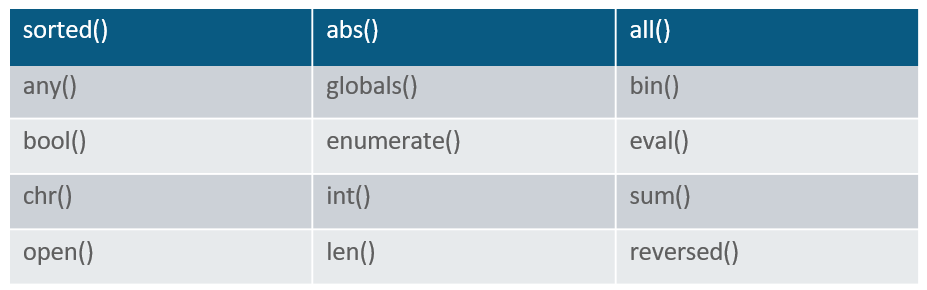 sorted() abs() all()
any() globals() bin()
bool() enumerate() eval()
chr() int() sum()
open() len() reversed()